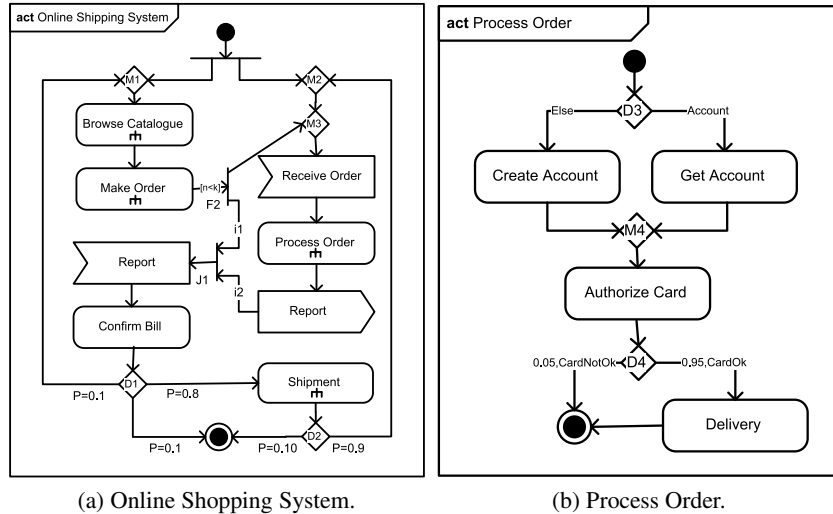 act Online Shopping System
M1
M2
Browse Catalogue
M3
Make Order
[n<k]
F2
Receive Order
i1
Process Order
Report
J1
i2
Report
Confirm Bill
D1
P=0.1
P=0.8
Shipment
P=0.1
P=0.10
D2
P=0.9
(a) Online Shopping System.
act Process Order
Else
D3
Account
Create Account
Get Account
M4
Authorize Card
0.05,CardNotOk
D4
0.95,CardOk
Delivery
(b) Process Order.